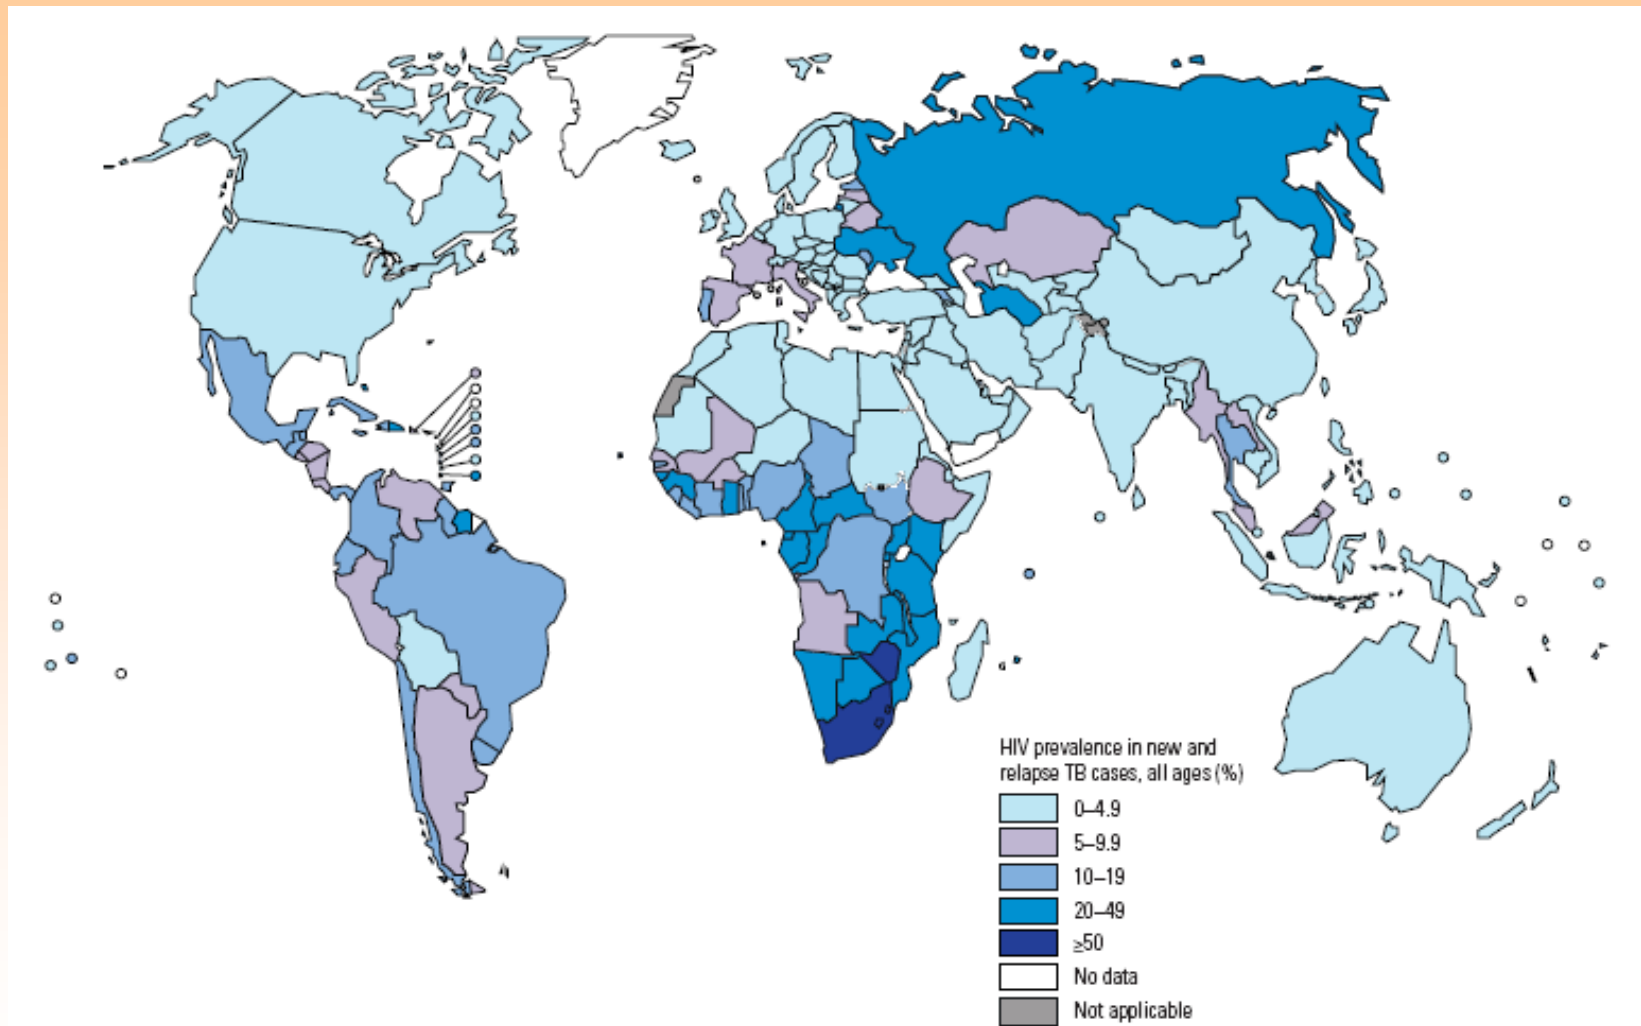 HIV prevalence in new and
relapse TB cases, all ages (%)
0–4.9
5–9.9
10–19
20–49
≥50
No data
Not applicable